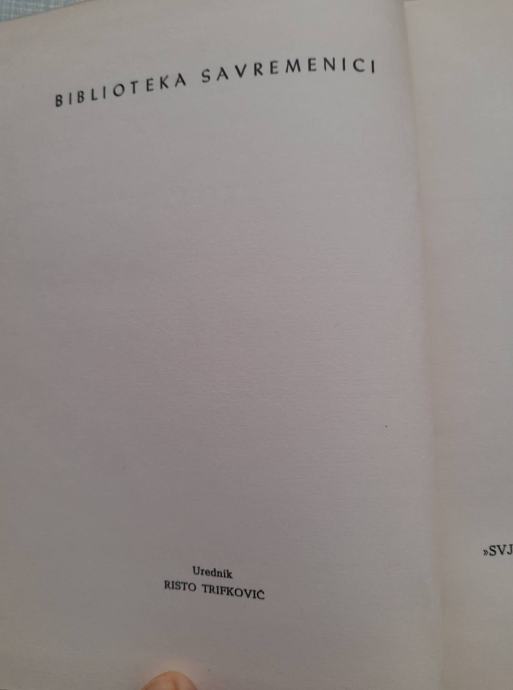 BIBLIOTEKA SAVREMENICI
Urednik
RISTO TRIFKOVIĆ
»SVJ